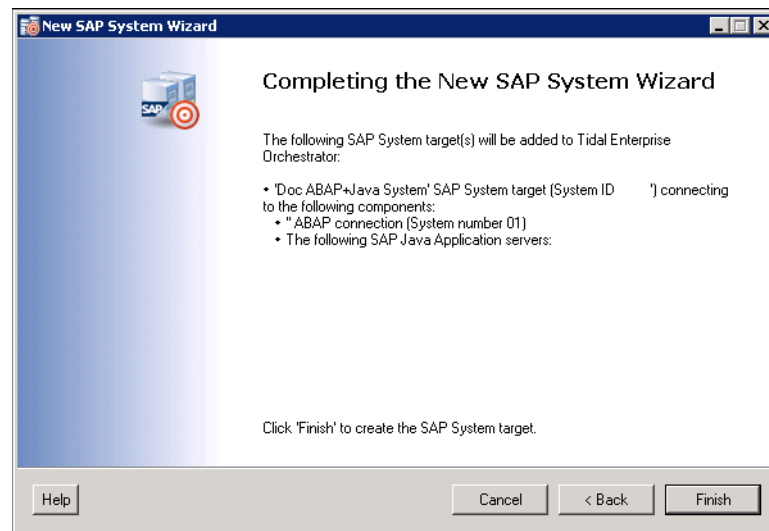 New SAP System Wizard
SAP
Completing the New SAP System Wizard
The following SAP System target(s) will be added to Tidal Enterprise
Orchestrator:
• 'Doc ABAP+Java System' SAP System target (System ID ') connecting
to the following components:
• '' ABAP connection (System number 01)
• The following SAP Java Application servers:
Click 'Finish' to create the SAP System target.
Help
Cancel
< Back
Finish